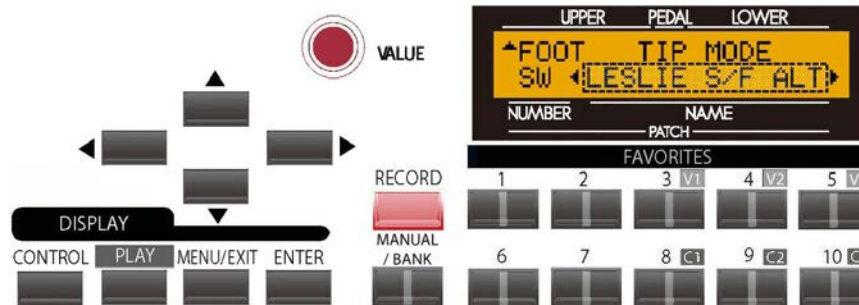 UPPER PEDAL LOWER
VALUE
FOOT TIP MODE
SW LESLIE S/F ALT
NUMBER NAME
PATCH
FAVORITES
RECORD
1 2 3 V1 4 V2 5
DISPLAY
MANUAL
/ BANK
CONTROL PLAY MENU/EXIT ENTER
6 7 8 C1 9 C2 10